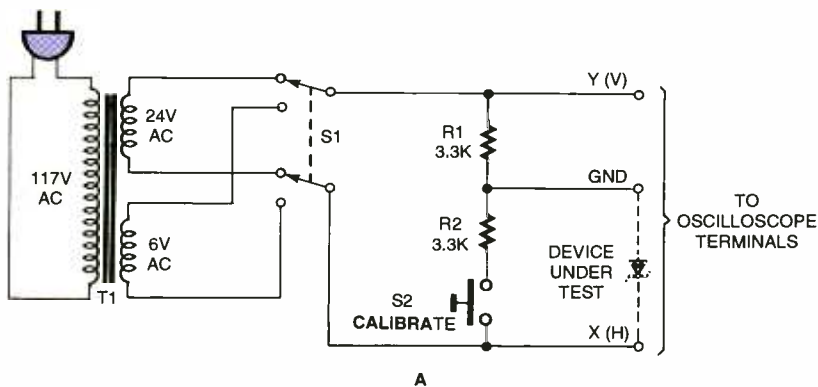 117V
AC
T1
24V
AC
6V
AC
S1
R1
3.3K
R2
3.3K
S2
CALIBRATE
Y (V)
GND
DEVICE
UNDER
TEST
X (H)
TO
OSCILLOSCOPE
TERMINALS
A